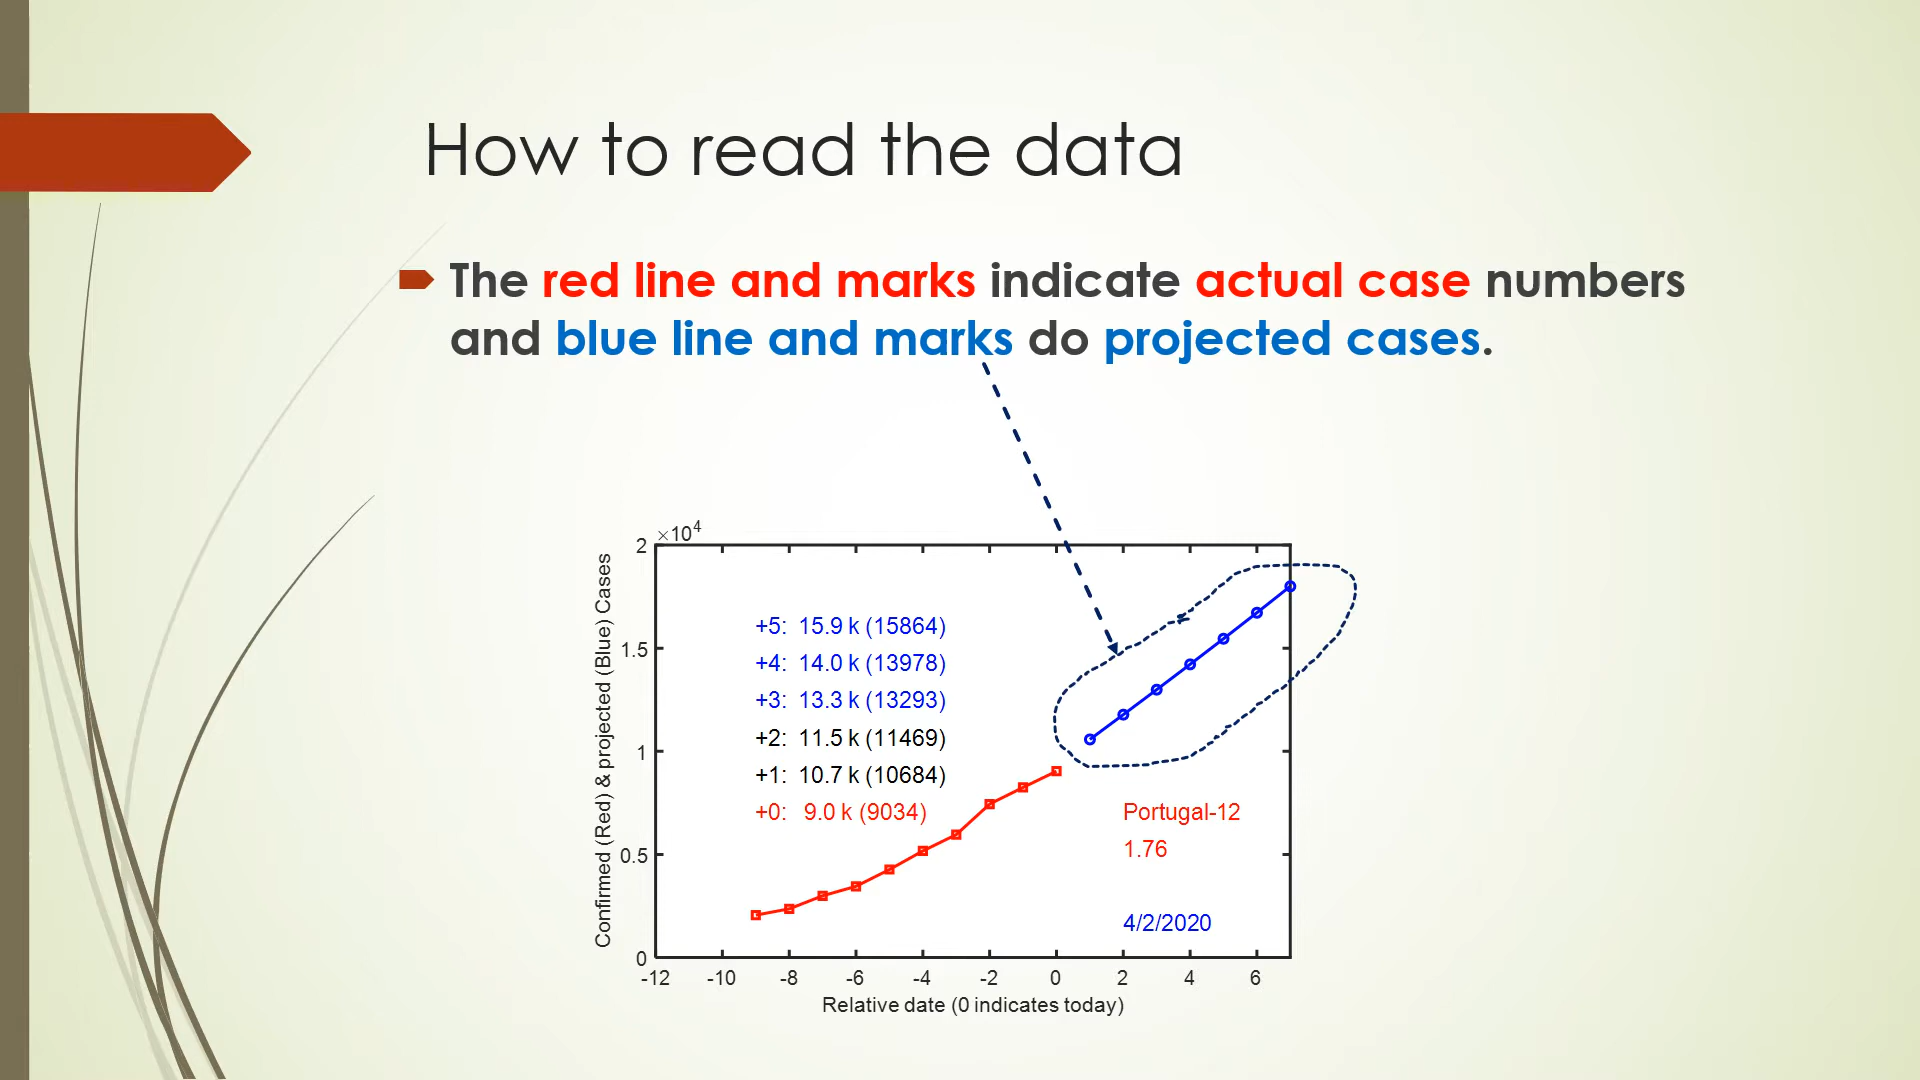 How to read the data
The red line and marks indicate actual case numbers
and blue line and marks do projected cases.
×10⁴
2
1.5
1
0.5
0
Confirmed (Red) & projected (Blue) Cases
+5: 15.9 k (15864)
+4: 14.0 k (13978)
+3: 13.3 k (13293)
+2: 11.5 k (11469)
+1: 10.7 k (10684)
+0: 9.0 k (9034)
Portugal-12
1.76
4/2/2020
-12 -10 -8 -6 -4 -2 0 2 4 6
Relative date (0 indicates today)